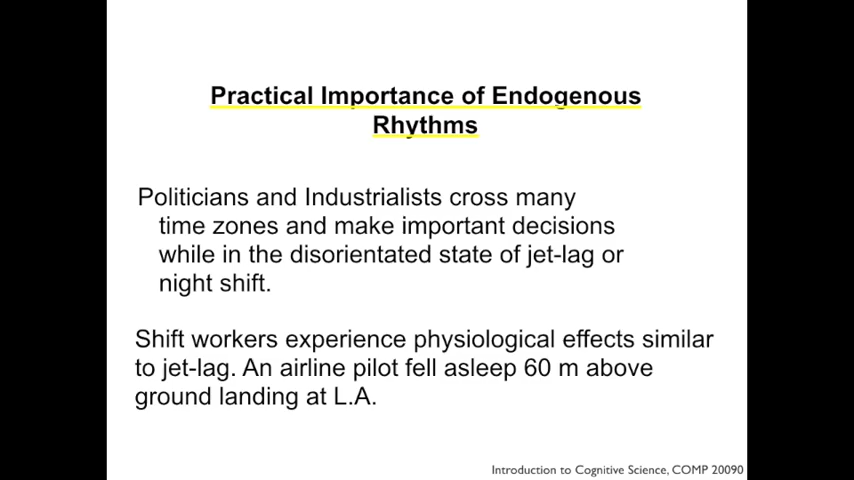 Practical Importance of Endogenous
Rhythms
Politicians and Industrialists cross many
time zones and make important decisions
while in the disorientated state of jet-lag or
night shift.
Shift workers experience physiological effects similar
to jet-lag. An airline pilot fell asleep 60 m above
ground landing at L.A.
Introduction to Cognitive Science, COMP 20090